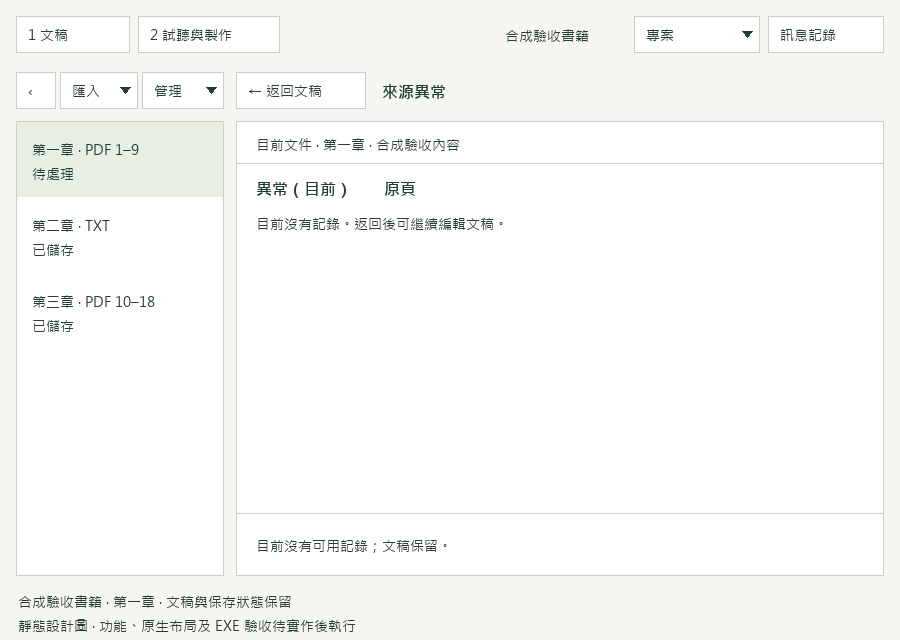 1 文稿
2 試聽與製作
合成驗收書籍
專案
訊息記錄
‹
匯入
管理
← 返回文稿
來源異常
第一章 · PDF 1–9
待處理
第二章 · TXT
已儲存
第三章 · PDF 10–18
已儲存
目前文件 · 第一章 · 合成驗收內容
異常（目前） 原頁
目前沒有記錄。返回後可繼續編輯文稿。
目前沒有可用記錄；文稿保留。
合成驗收書籍 · 第一章 · 文稿與保存狀態保留
靜態設計圖 · 功能、原生布局及 EXE 驗收待實作後執行